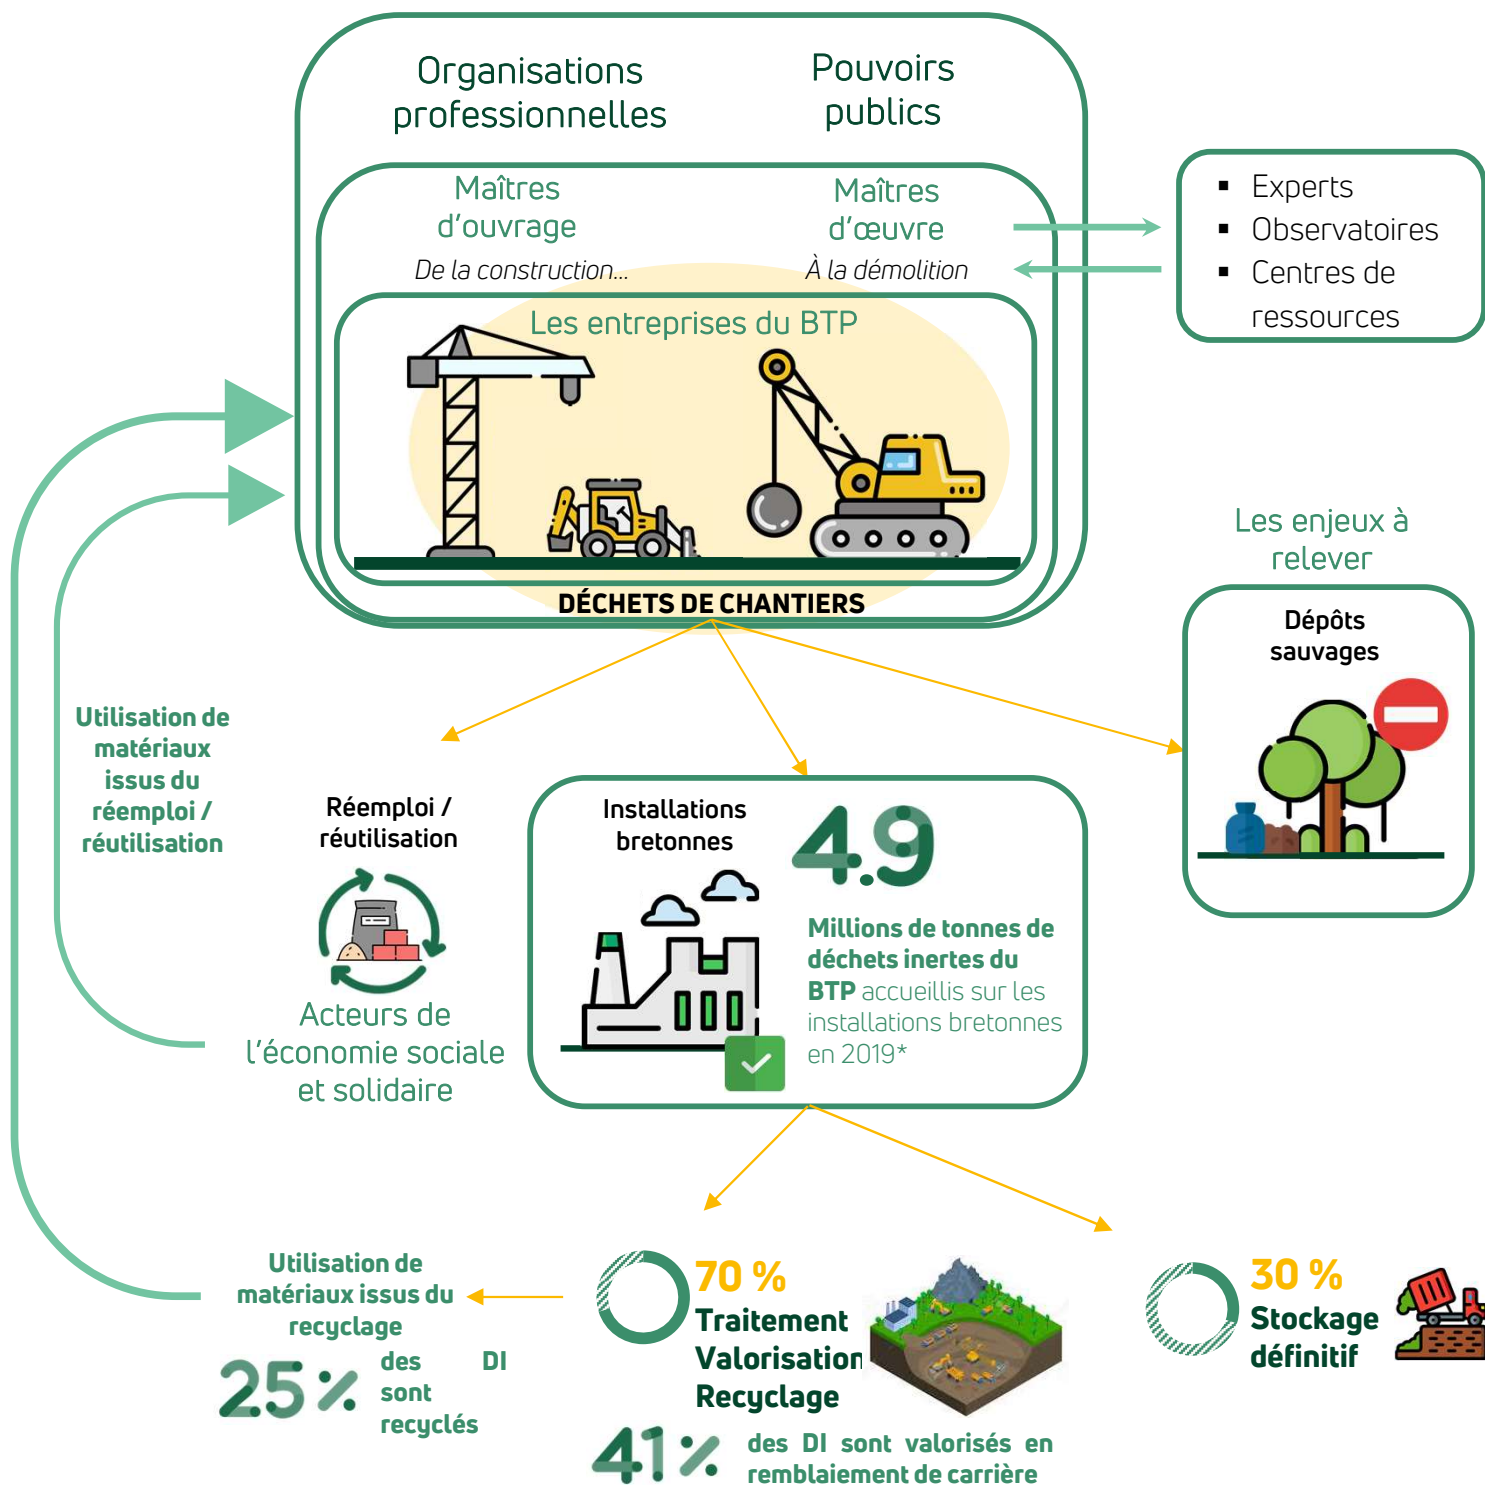 Organisations
professionnelles
Pouvoirs
publics
Maîtres
d'ouvrage
Maîtres
d'œuvre
De la construction...
À la démolition
▪ Experts
▪ Observatoires
▪ Centres de
ressources
Les entreprises du BTP
DÉCHETS DE CHANTIERS
Les enjeux à
relever
Dépôts
sauvages
Utilisation de
matériaux
issus du
réemploi /
réutilisation
Réemploi /
réutilisation
Acteurs de
l'économie sociale
et solidaire
Installations
bretonnes
4.9
Millions de tonnes de
déchets inertes du
BTP accueillis sur les
installations bretonnes
en 2019*
Utilisation de
matériaux issus du
recyclage
25 %
des DI
sont
recyclés
70 %
Traitement
Valorisation
Recyclage
41 %
des DI sont valorisés en
remblaiement de carrière
30 %
Stockage
définitif